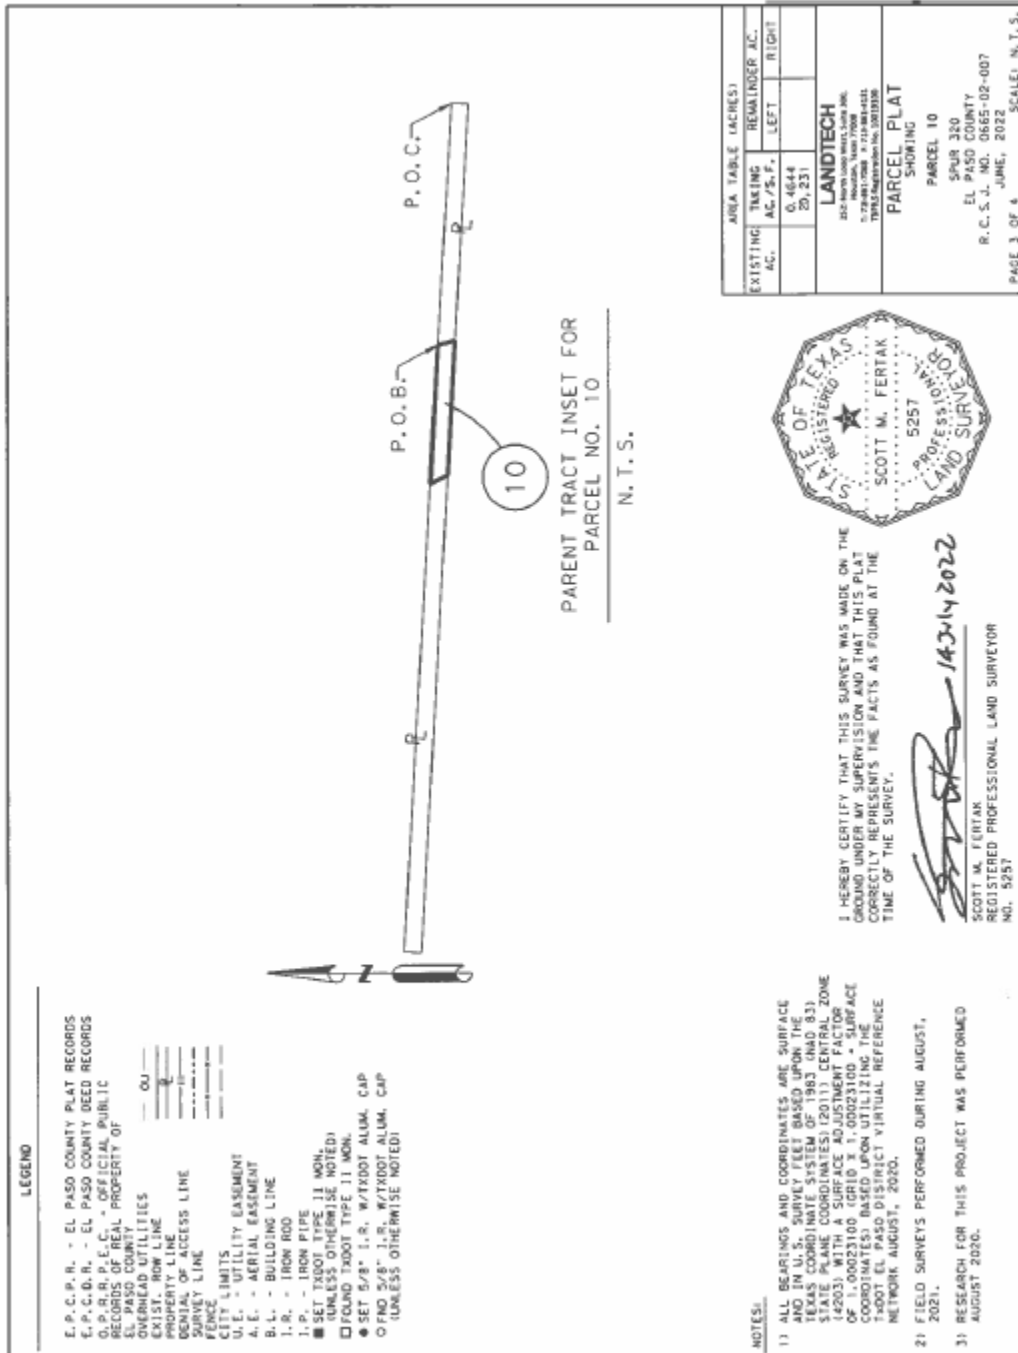 LEGEND
E.P.C.P.R. - EL PASO COUNTY PLAT RECORDS
E.P.C.D.R. - EL PASO COUNTY DEED RECORDS
O.P.R.R.P.E.C. - OFFICIAL PUBLIC
RECORDS OF REAL PROPERTY OF
EL PASO COUNTY
OVERHEAD UTILITIES OU
EXIST. ROW LINE
PROPERTY LINE
DENIAL OF ACCESS LINE
SURVEY LINE
FENCE
CITY LIMITS
U.E. - UTILITY EASEMENT
A.E. - AERIAL EASEMENT
B.L. - BUILDING LINE
I.R. - IRON ROD
I.P. - IRON PIPE
SET TXDOT TYPE II MON.
(UNLESS OTHERWISE NOTED)
FOUND TXDOT TYPE II MON.
SET 5/8" I.R. W/TXDOT ALUM. CAP
FND 5/8" I.R. W/TXDOT ALUM. CAP
(UNLESS OTHERWISE NOTED)
N
P.O.B.
P.O.C.
10
PARENT TRACT INSET FOR
PARCEL NO. 10
N.T.S.
NOTES:
1) ALL BEARINGS AND COORDINATES ARE SURFACE
AND IN U.S. SURVEY FEET BASED UPON THE
TEXAS COORDINATE SYSTEM OF 1983 (NAD 83)
STATE PLANE COORDINATES (2011) CENTRAL ZONE
(4203) WITH A SURFACE ADJUSTMENT FACTOR
OF 1.00023100 (GRID X 1.00023100 = SURFACE
COORDINATES) BASED UPON UTILIZING THE
TXDOT EL PASO DISTRICT VIRTUAL REFERENCE
NETWORK AUGUST, 2020.
2) FIELD SURVEYS PERFORMED DURING AUGUST,
2021.
3) RESEARCH FOR THIS PROJECT WAS PERFORMED
AUGUST 2020.
I HEREBY CERTIFY THAT THIS SURVEY WAS MADE ON THE
GROUND UNDER MY SUPERVISION AND THAT THIS PLAT
CORRECTLY REPRESENTS THE FACTS AS FOUND AT THE
TIME OF THE SURVEY.
14 July 2022
SCOTT M. FERTAK
REGISTERED PROFESSIONAL LAND SURVEYOR
NO. 5257
STATE OF TEXAS
REGISTERED
SCOTT M. FERTAK
5257
PROFESSIONAL
LAND SURVEYOR
AREA TABLE (ACRES)
EXISTING AC. TAKING AC./S.F. REMAINDER AC.
LEFT RIGHT
0.4644
20,231
LANDTECH
Houston, Texas 77008
PARCEL PLAT
SHOWING
PARCEL 10
SPUR 320
EL PASO COUNTY
R.C.S.J. NO. 0665-02-007
JUNE, 2022
PAGE 3 OF 4 SCALE: N.T.S.